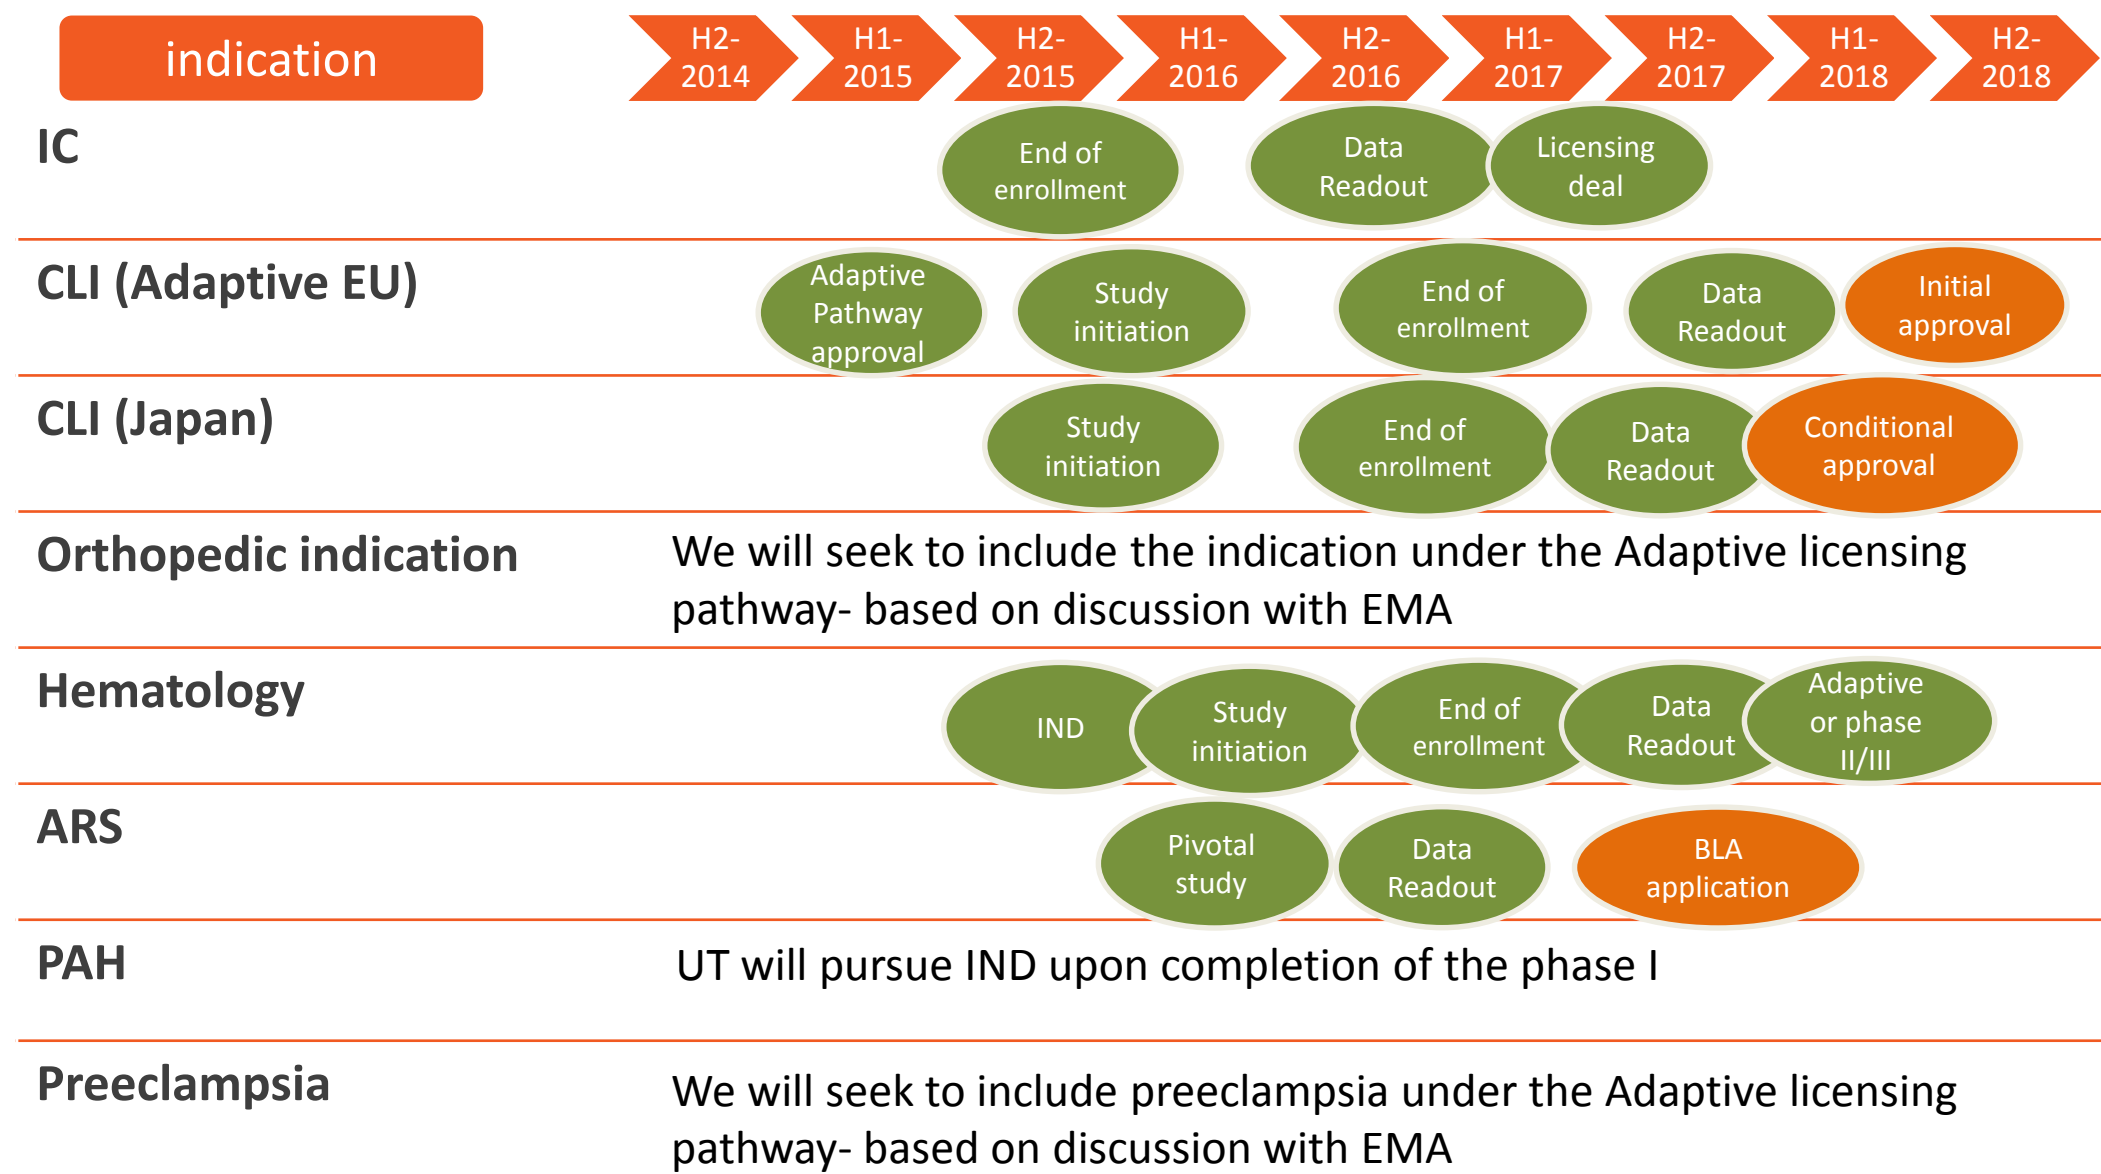 indication
H2-
2014
H1-
2015
H2-
2015
H1-
2016
H2-
2016
H1-
2017
H2-
2017
H1-
2018
H2-
2018
IC
End of
enrollment
Data
Readout
Licensing
deal
CLI (Adaptive EU)
Adaptive
Pathway
approval
Study
initiation
End of
enrollment
Data
Readout
Initial
approval
CLI (Japan)
Study
initiation
End of
enrollment
Data
Readout
Conditional
approval
Orthopedic indication
We will seek to include the indication under the Adaptive licensing
pathway- based on discussion with EMA
Hematology
IND
Study
initiation
End of
enrollment
Data
Readout
Adaptive
or phase
II/III
ARS
Pivotal
study
Data
Readout
BLA
application
PAH
UT will pursue IND upon completion of the phase I
Preeclampsia
We will seek to include preeclampsia under the Adaptive licensing
pathway- based on discussion with EMA